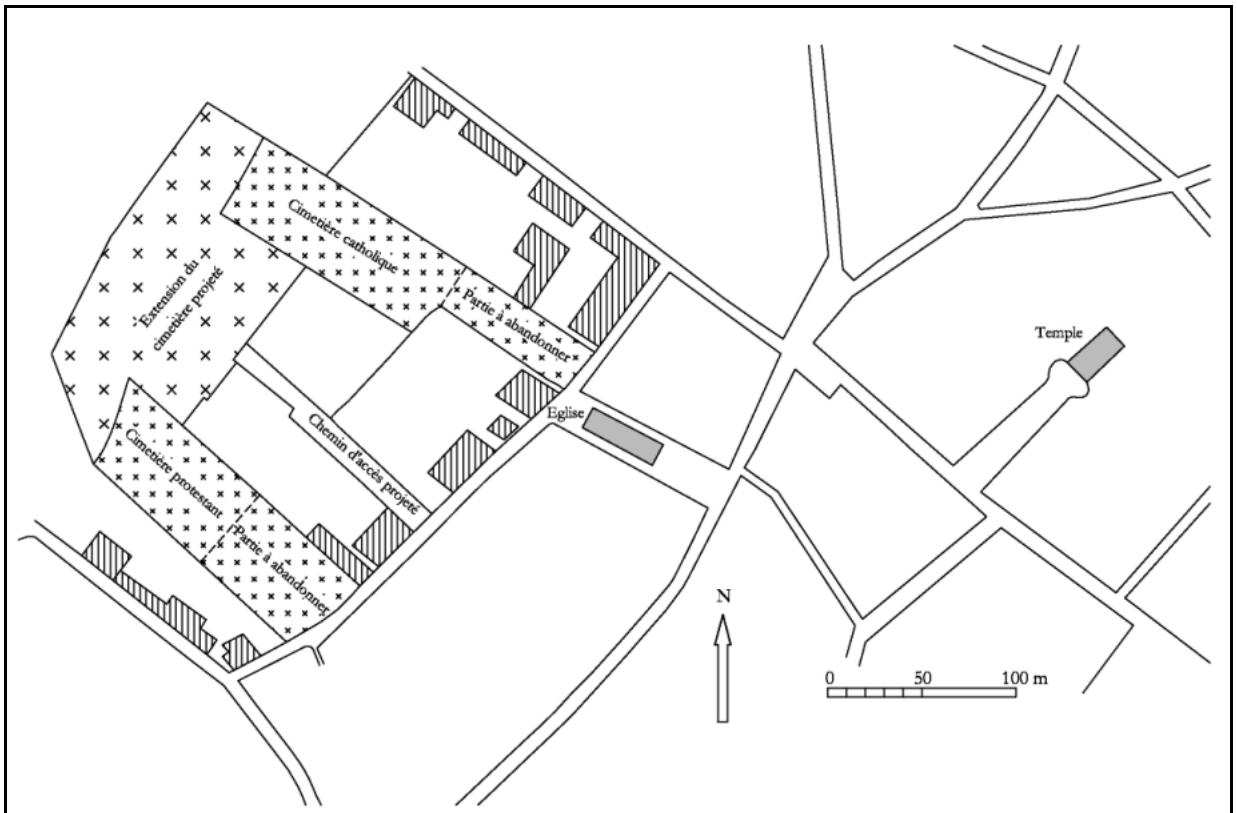 Cimetière catholique
Extension du
cimetière projeté
Partie à abandonner
Temple
Eglise
Chemin d'accès projeté
Cimetière protestant
Partie à abandonner
N
0 50 100 m